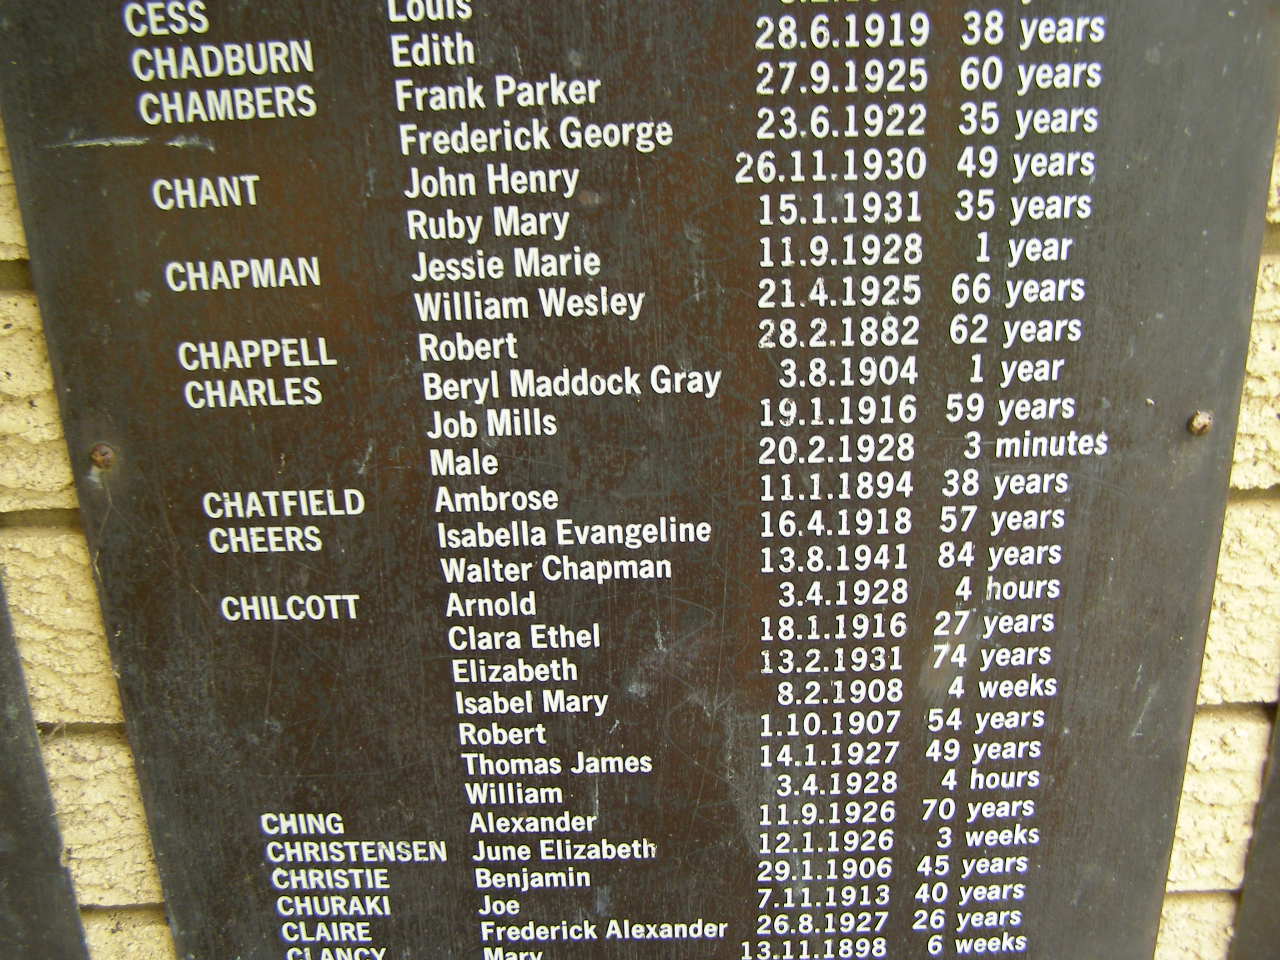 CESS Louis
CHADBURN Edith 28.6.1919 38 years
CHAMBERS Frank Parker 27.9.1925 60 years
Frederick George 23.6.1922 35 years
CHANT John Henry 26.11.1930 49 years
Ruby Mary 15.1.1931 35 years
CHAPMAN Jessie Marie 11.9.1928 1 year
William Wesley 21.4.1925 66 years
CHAPPELL Robert 28.2.1882 62 years
CHARLES Beryl Maddock Gray 3.8.1904 1 year
Job Mills 19.1.1916 59 years
Male 20.2.1928 3 minutes
CHATFIELD Ambrose 11.1.1894 38 years
CHEERS Isabella Evangeline 16.4.1918 57 years
Walter Chapman 13.8.1941 84 years
CHILCOTT Arnold 3.4.1928 4 hours
Clara Ethel 18.1.1916 27 years
Elizabeth 13.2.1931 74 years
Isabel Mary 8.2.1908 4 weeks
Robert 1.10.1907 54 years
Thomas James 14.1.1927 49 years
William 3.4.1928 4 hours
CHING Alexander 11.9.1926 70 years
CHRISTENSEN June Elizabeth 12.1.1926 3 weeks
CHRISTIE Benjamin 29.1.1906 45 years
CHURAKI Joe 7.11.1913 40 years
CLAIRE Frederick Alexander 26.8.1927 26 years
CLANCY Mary 13.11.1898 6 weeks